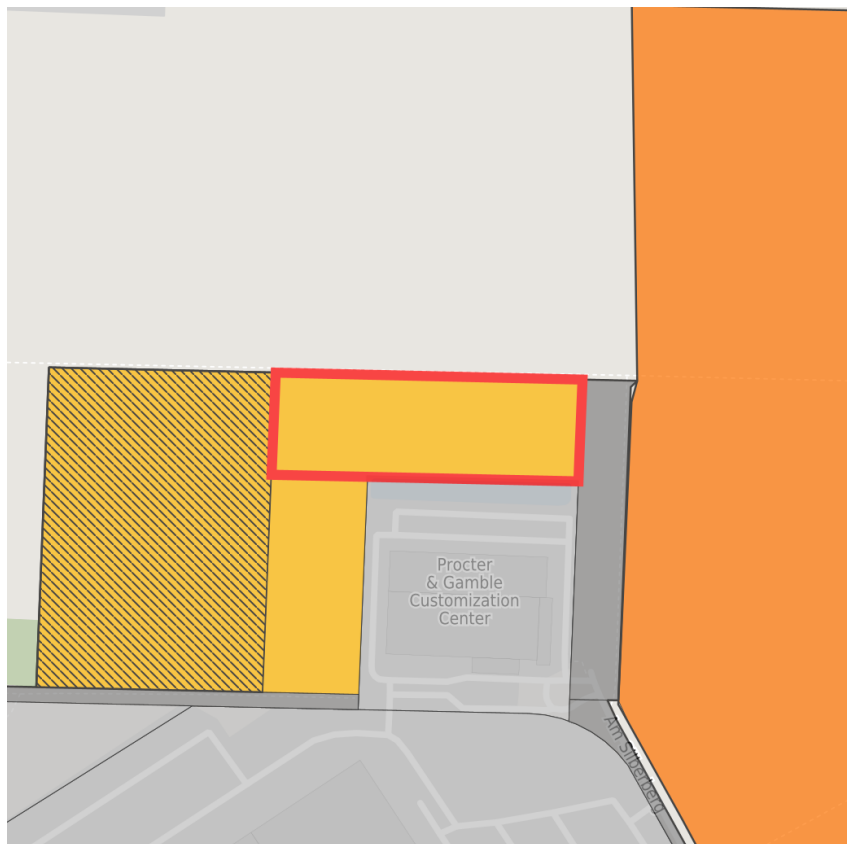 Procter
& Gamble
Customization
Center
Am Silberberg